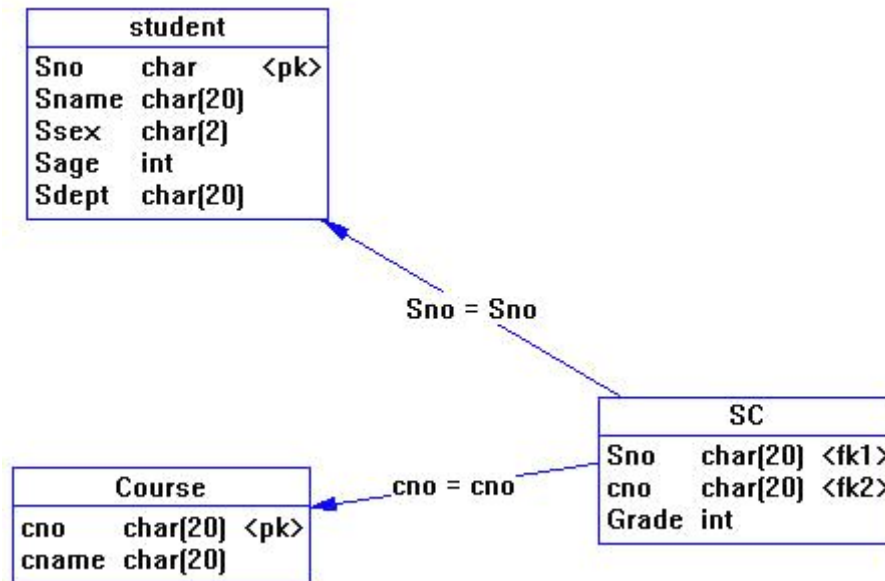 student
Sno char <pk>
Sname char(20)
Ssex char(2)
Sage int
Sdept char(20)
Sno = Sno
SC
Sno char(20) <fk1>
cno char(20) <fk2>
Grade int
cno = cno
Course
cno char(20) <pk>
cname char(20)